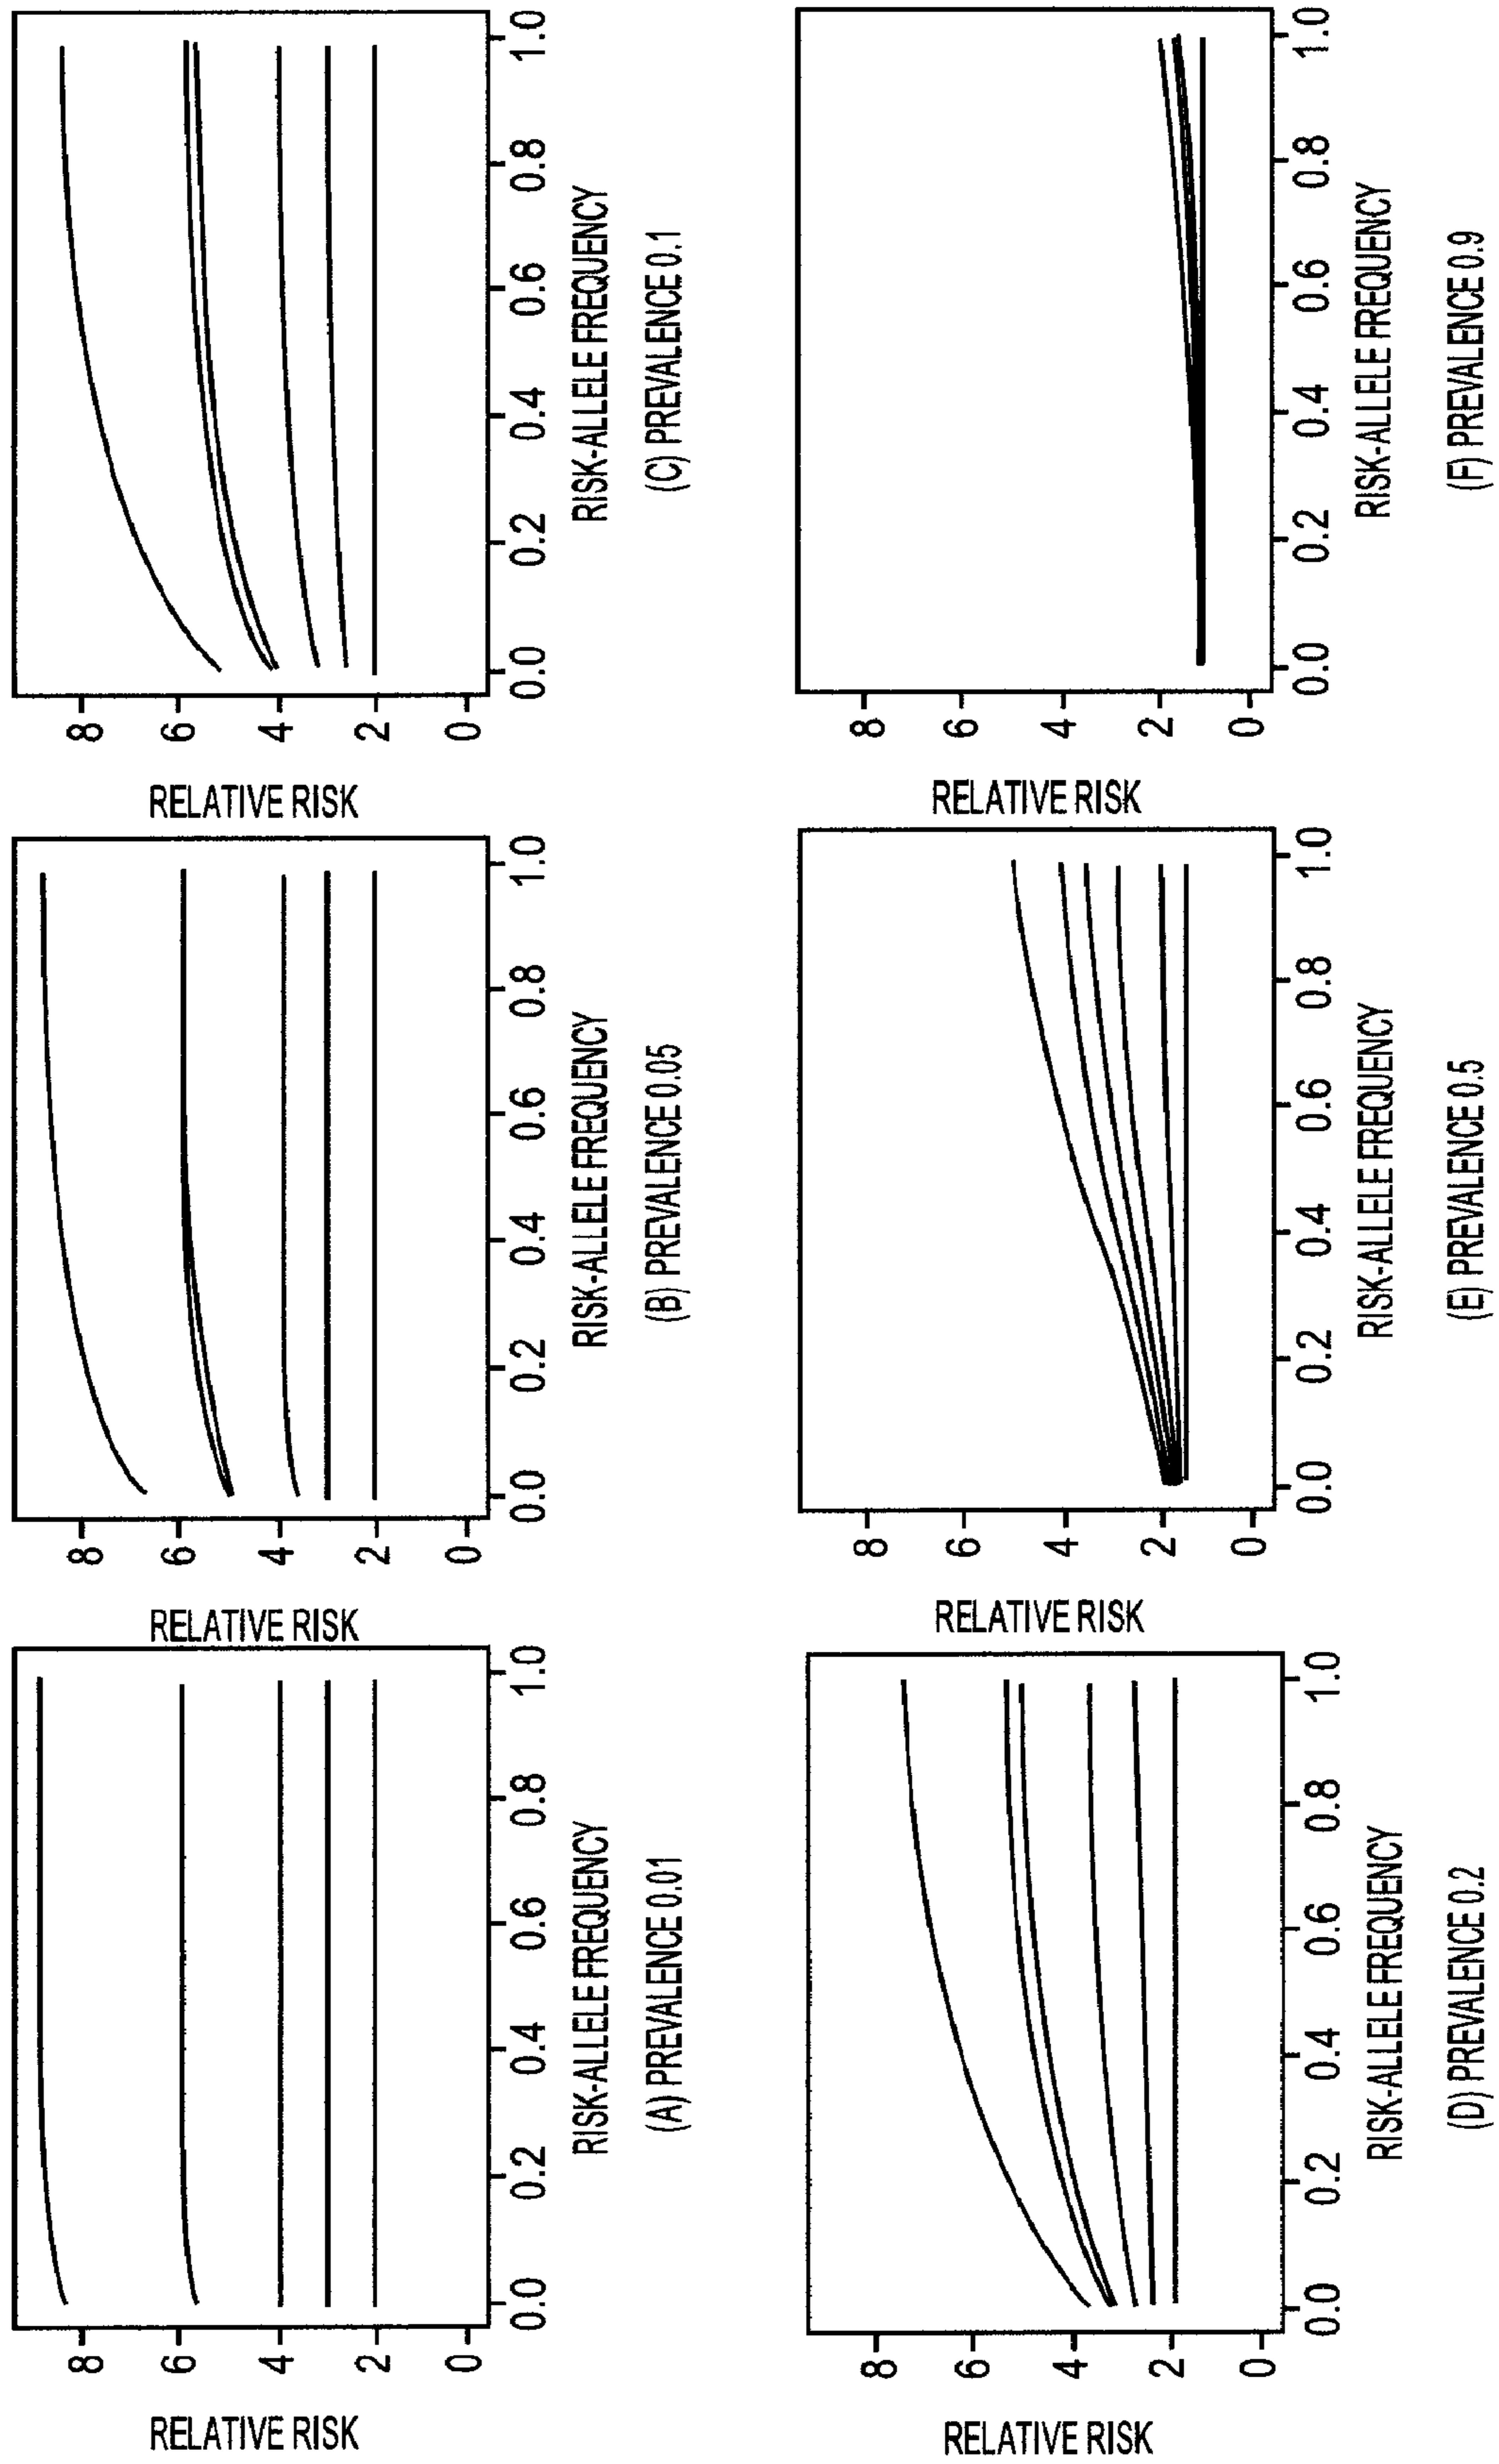 RELATIVE RISK
8
6
4
2
0
0.0 0.2 0.4 0.6 0.8 1.0
RISK-ALLELE FREQUENCY
(A) PREVALENCE 0.01
RELATIVE RISK
8
6
4
2
0
0.0 0.2 0.4 0.6 0.8 1.0
RISK-ALLELE FREQUENCY
(B) PREVALENCE 0.05
RELATIVE RISK
8
6
4
2
0
0.0 0.2 0.4 0.6 0.8 1.0
RISK-ALLELE FREQUENCY
(C) PREVALENCE 0.1
RELATIVE RISK
8
6
4
2
0
0.0 0.2 0.4 0.6 0.8 1.0
RISK-ALLELE FREQUENCY
(D) PREVALENCE 0.2
RELATIVE RISK
8
6
4
2
0
0.0 0.2 0.4 0.6 0.8 1.0
RISK-ALLELE FREQUENCY
(E) PREVALENCE 0.5
RELATIVE RISK
8
6
4
2
0
0.0 0.2 0.4 0.6 0.8 1.0
RISK-ALLELE FREQUENCY
(F) PREVALENCE 0.9